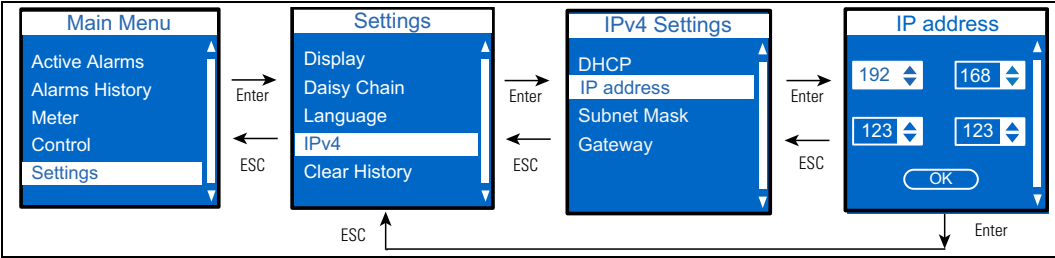 Main Menu
Active Alarms
Alarms History
Meter
Control
Settings
Enter
ESC
Settings
Display
Daisy Chain
Language
IPv4
Clear History
Enter
ESC
IPv4 Settings
DHCP
IP address
Subnet Mask
Gateway
Enter
ESC
IP address
192 168
123 123
OK
ESC
Enter